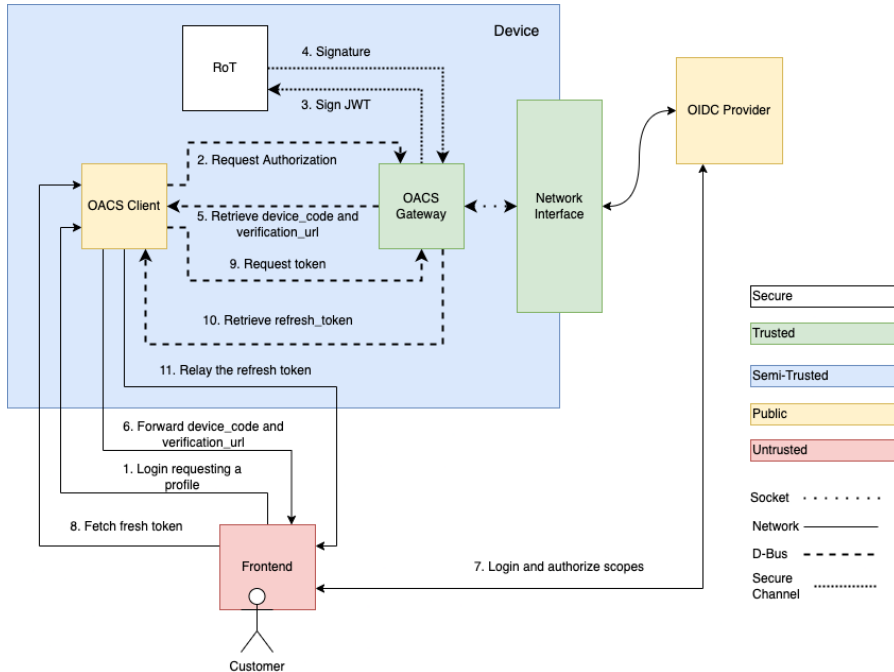 Device
RoT
4. Signature
3. Sign JWT
OIDC Provider
2. Request Authorization
OACS Client
OACS
Gateway
Network
Interface
5. Retrieve device_code and
verification_url
9. Request token
10. Retrieve refresh_token
11. Relay the refresh token
6. Forward device_code and
verification_url
1. Login requesting a
profile
8. Fetch fresh token
Frontend
7. Login and authorize scopes
Customer
Secure
Trusted
Semi-Trusted
Public
Untrusted
Socket
Network
D-Bus
Secure
Channel